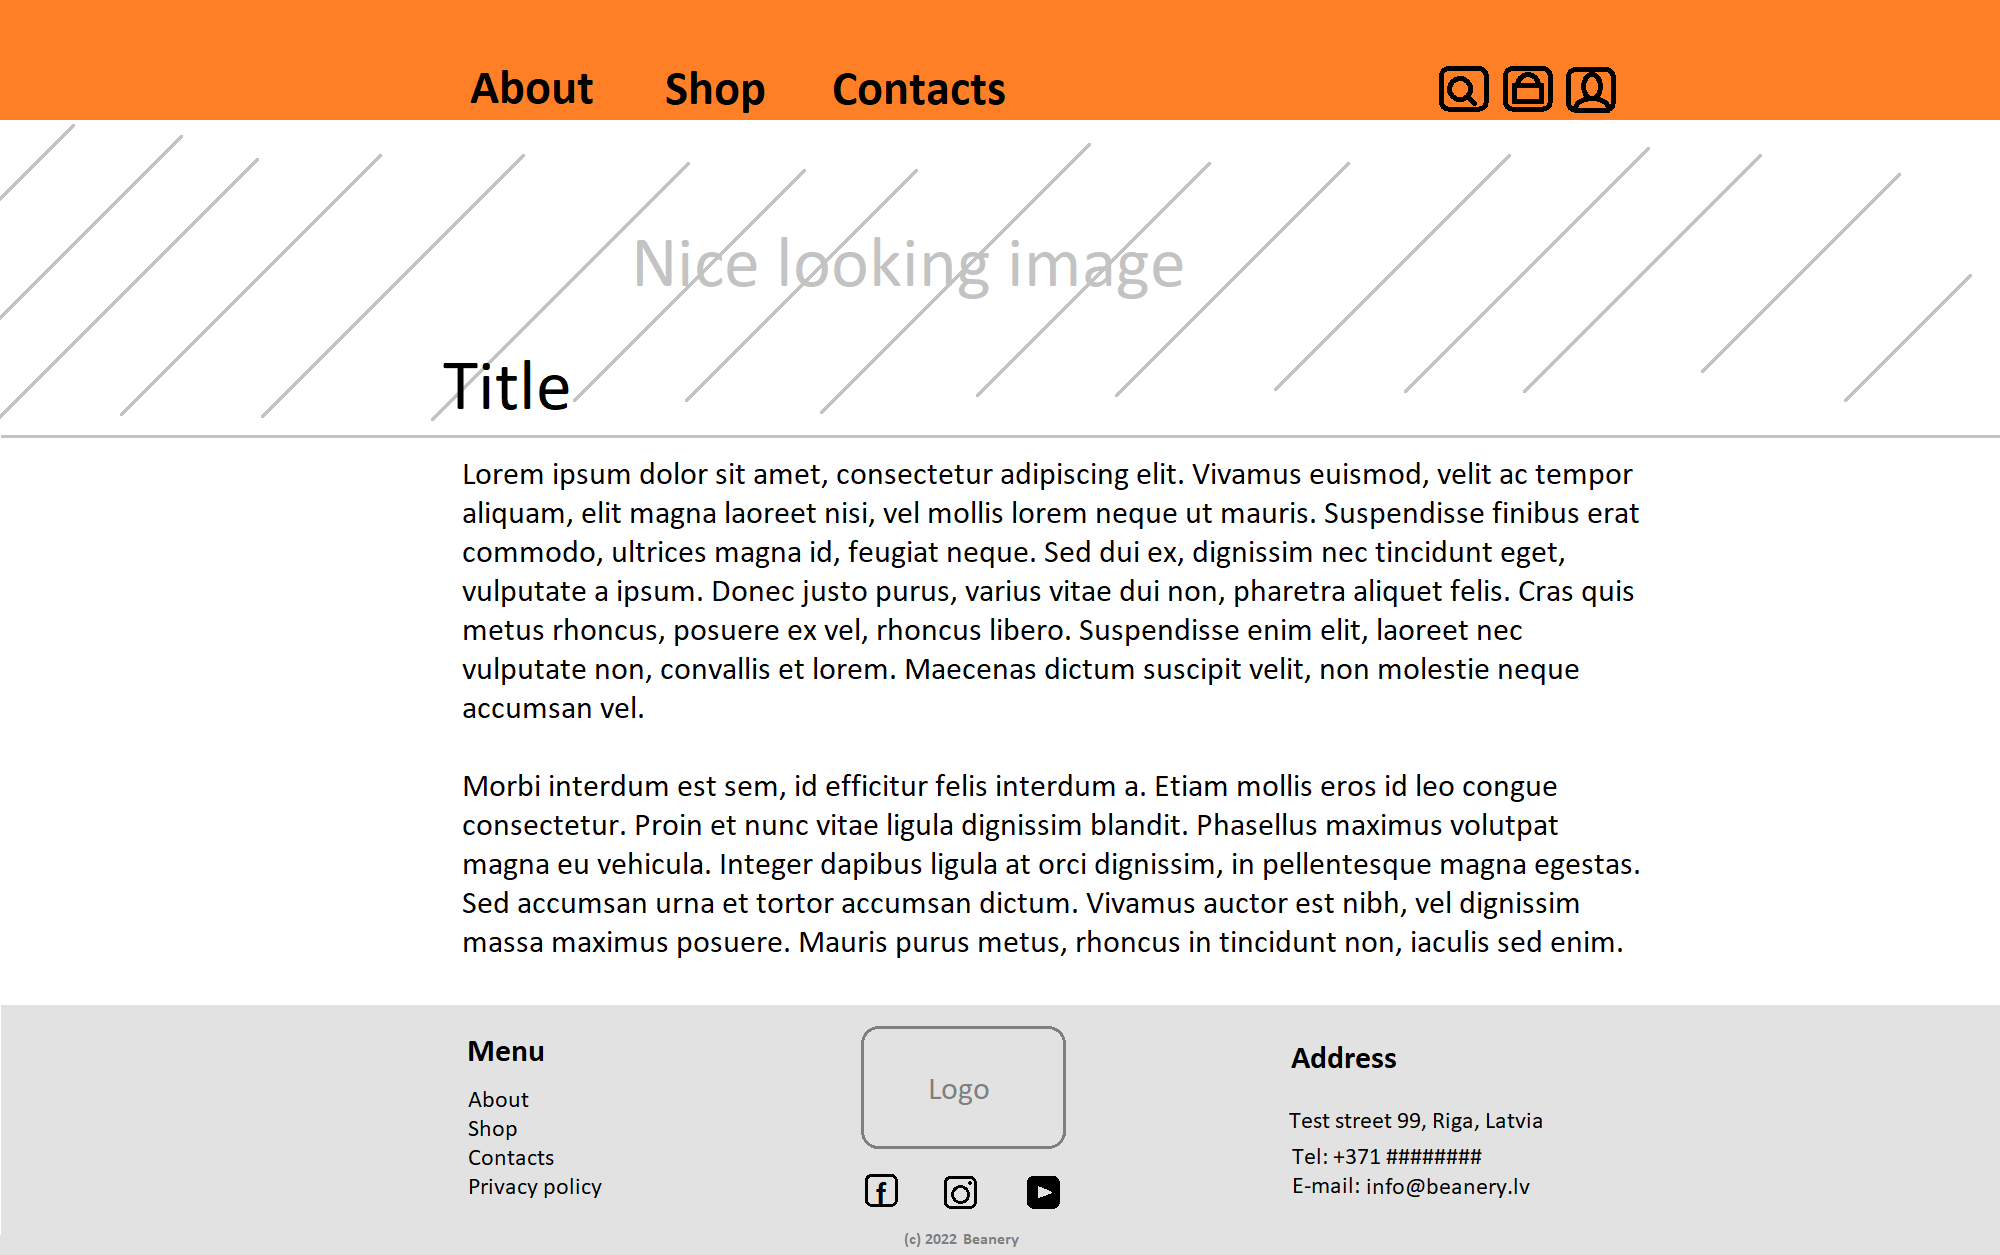 About Shop Contacts
Nice looking image
Title
Lorem ipsum dolor sit amet, consectetur adipiscing elit. Vivamus euismod, velit ac tempor
aliquam, elit magna laoreet nisi, vel mollis lorem neque ut mauris. Suspendisse finibus erat
commodo, ultrices magna id, feugiat neque. Sed dui ex, dignissim nec tincidunt eget,
vulputate a ipsum. Donec justo purus, varius vitae dui non, pharetra aliquet felis. Cras quis
metus rhoncus, posuere ex vel, rhoncus libero. Suspendisse enim elit, laoreet nec
vulputate non, convallis et lorem. Maecenas dictum suscipit velit, non molestie neque
accumsan vel.
Morbi interdum est sem, id efficitur felis interdum a. Etiam mollis eros id leo congue
consectetur. Proin et nunc vitae ligula dignissim blandit. Phasellus maximus volutpat
magna eu vehicula. Integer dapibus ligula at orci dignissim, in pellentesque magna egestas.
Sed accumsan urna et tortor accumsan dictum. Vivamus auctor est nibh, vel dignissim
massa maximus posuere. Mauris purus metus, rhoncus in tincidunt non, iaculis sed enim.
Menu
About
Shop
Contacts
Privacy policy
Logo
f
(c) 2022 Beanery
Address
Test street 99, Riga, Latvia
Tel: +371 ########
E-mail: info@beanery.lv